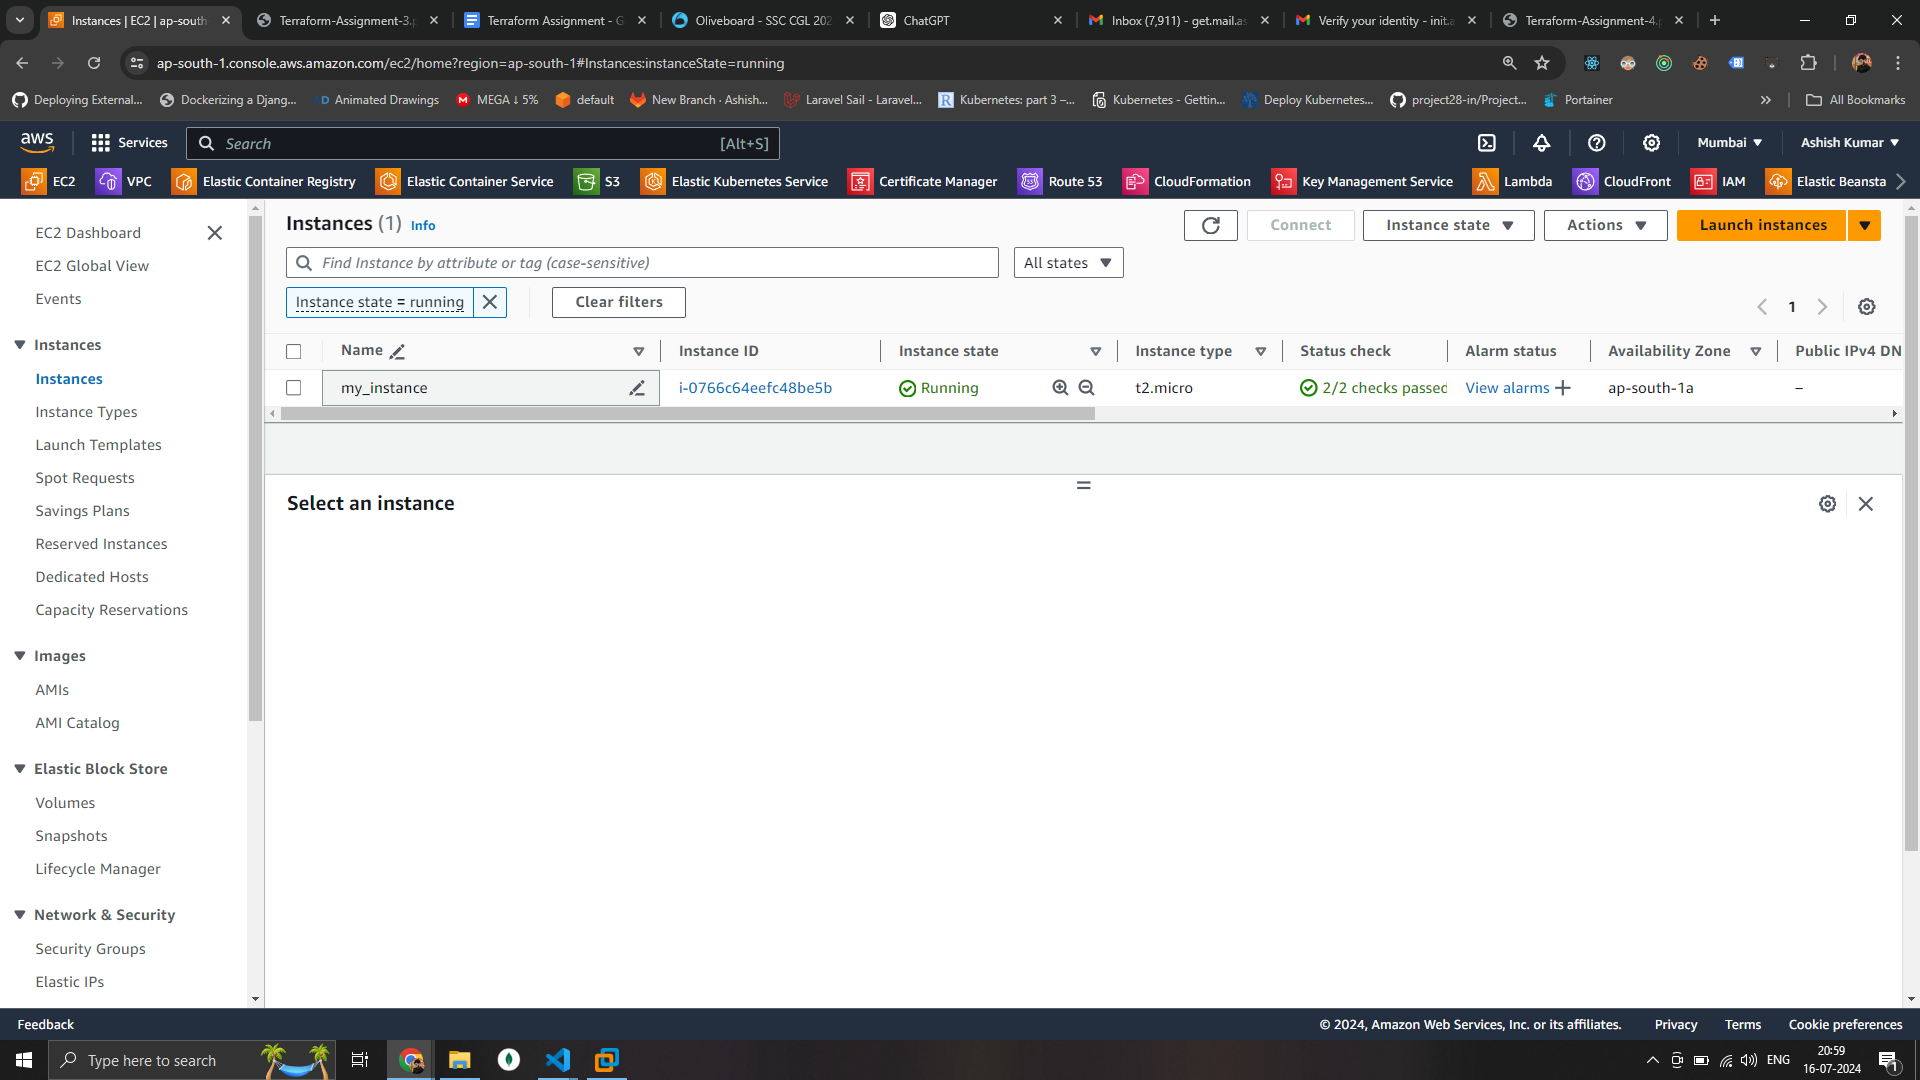 Instances | EC2 | ap-south
Terraform-Assignment-3.p
Terraform Assignment - G
Oliveboard - SSC CGL 202
ChatGPT
Inbox (7,911) - get.mail.as
Verify your identity - init.a
Terraform-Assignment-4.p
ap-south-1.console.aws.amazon.com/ec2/home?region=ap-south-1#Instances:instanceState=running
Deploying External...
Dockerizing a Djang...
Animated Drawings
MEGA ↓ 5%
default
New Branch · Ashish...
Laravel Sail - Laravel...
Kubernetes: part 3 –...
Kubernetes - Gettin...
Deploy Kubernetes...
project28-in/Project...
Portainer
»
All Bookmarks
aws
Services
Search
[Alt+S]
Mumbai
Ashish Kumar
EC2
VPC
Elastic Container Registry
Elastic Container Service
S3
Elastic Kubernetes Service
Certificate Manager
Route 53
CloudFormation
Key Management Service
Lambda
CloudFront
IAM
Elastic Beansta
EC2 Dashboard
EC2 Global View
Events
Instances
Instances
Instance Types
Launch Templates
Spot Requests
Savings Plans
Reserved Instances
Dedicated Hosts
Capacity Reservations
Images
AMIs
AMI Catalog
Elastic Block Store
Volumes
Snapshots
Lifecycle Manager
Network & Security
Security Groups
Elastic IPs
Instances (1) Info
Connect
Instance state
Actions
Launch instances
Find Instance by attribute or tag (case-sensitive)
All states
Instance state = running
Clear filters
1
Name
Instance ID
Instance state
Instance type
Status check
Alarm status
Availability Zone
Public IPv4 DN
my_instance
i-0766c64eefc48be5b
Running
t2.micro
2/2 checks passed
View alarms
ap-south-1a
–
Select an instance
Feedback
© 2024, Amazon Web Services, Inc. or its affiliates.
Privacy
Terms
Cookie preferences
Type here to search
ENG
20:59
16-07-2024
1